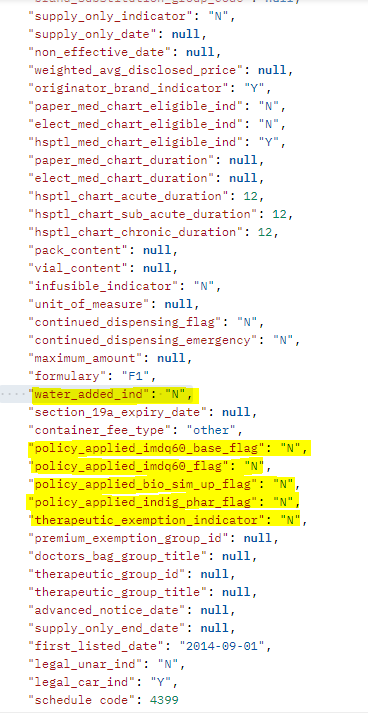 "supply_only_indicator": "N",
"supply_only_date": null,
"non_effective_date": null,
"weighted_avg_disclosed_price": null,
"originator_brand_indicator": "Y",
"paper_med_chart_eligible_ind": "N",
"elect_med_chart_eligible_ind": "N",
"hsptl_med_chart_eligible_ind": "Y",
"paper_med_chart_duration": null,
"elect_med_chart_duration": null,
"hsptl_chart_acute_duration": 12,
"hsptl_chart_sub_acute_duration": 12,
"hsptl_chart_chronic_duration": 12,
"pack_content": null,
"vial_content": null,
"infusible_indicator": "N",
"unit_of_measure": null,
"continued_dispensing_flag": "N",
"continued_dispensing_emergency": "N",
"maximum_amount": null,
"formulary": "F1",
"water_added_ind": "N",
"section_19a_expiry_date": null,
"container_fee_type": "other",
"policy_applied_imdq60_base_flag": "N",
"policy_applied_imdq60_flag": "N",
"policy_applied_bio_sim_up_flag": "N",
"policy_applied_indig_phar_flag": "N",
"therapeutic_exemption_indicator": "N",
"premium_exemption_group_id": null,
"doctors_bag_group_title": null,
"therapeutic_group_id": null,
"therapeutic_group_title": null,
"advanced_notice_date": null,
"supply_only_end_date": null,
"first_listed_date": "2014-09-01",
"legal_unar_ind": "N",
"legal_car_ind": "Y",
"schedule_code": 4399